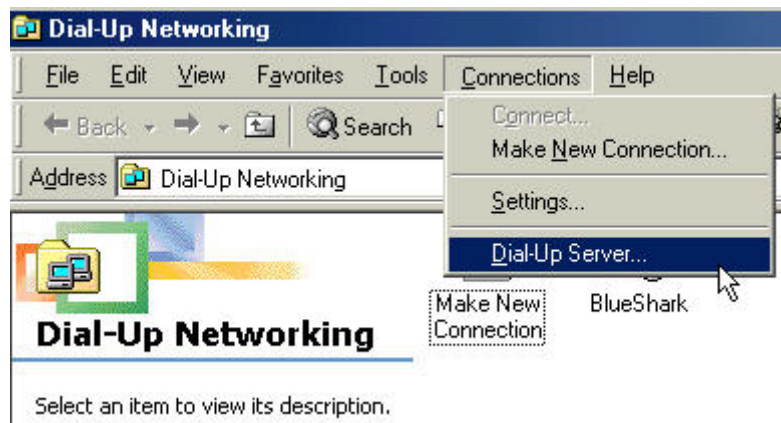 Dial-Up Networking
File Edit View Favorites Tools Connections Help
Back Search
Connect...
Make New Connection...
Address Dial-Up Networking
Settings...
Dial-Up Server...
Make New Connection
BlueShark
Dial-Up Networking
Select an item to view its description.